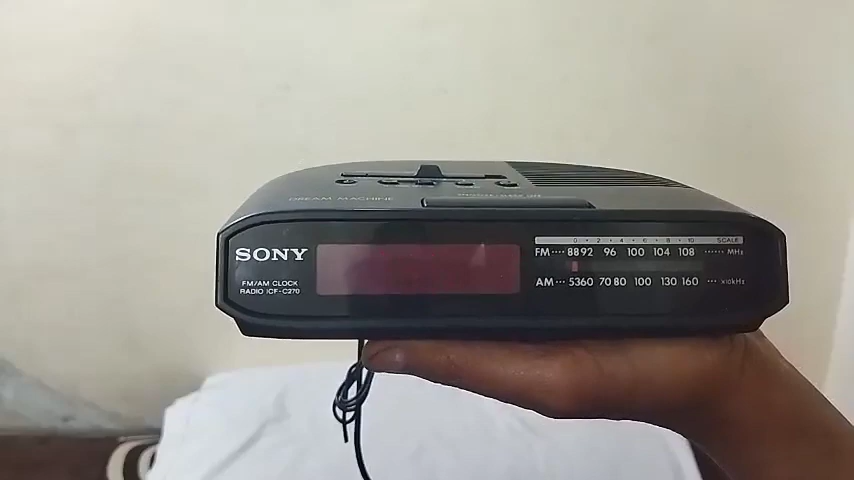 DREAM MACHINE
SONY
FM/AM CLOCK
RADIO ICF-C270
0 • 2 • 4 • 6 • 8 • 10 SCALE
FM···· 88 92 96 100 104 108 ······ MHz
AM··· 53 60 70 80 100 130 160 ··· x10kHz